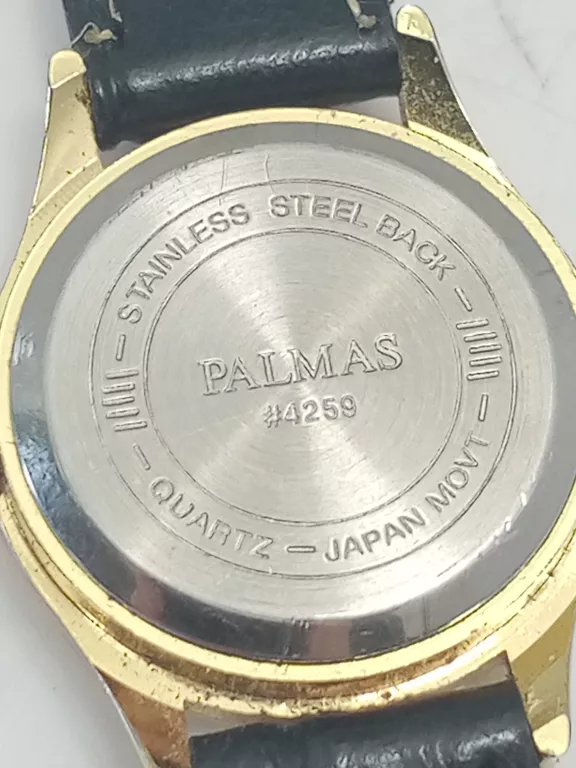 STAINLESS STEEL BACK
PALMAS
#4259
QUARTZ - JAPAN MOVT